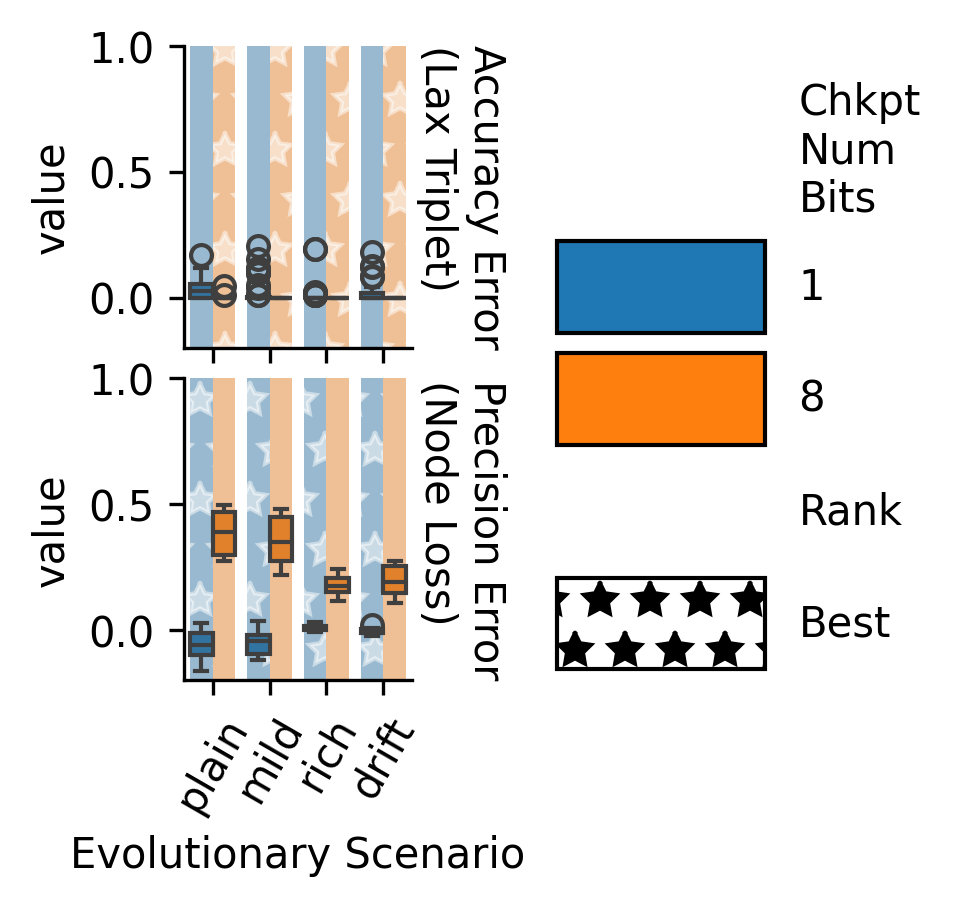 1.0
0.5
0.0
value
Accuracy Error
(Lax Triplet)
1.0
0.5
0.0
value
Precision Error
(Node Loss)
plain
mild
rich
drift
Evolutionary Scenario
Chkpt
Num
Bits
1
8
Rank
Best